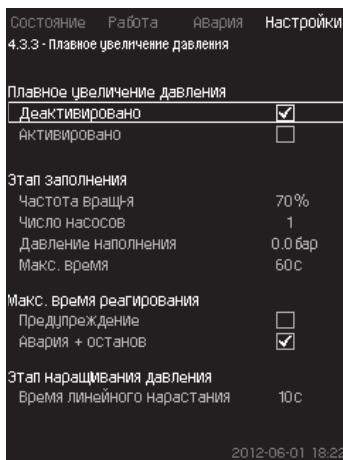 Состояние Работа Авария Настройки
4.3.3 - Плавное увеличение давления
Плавное увеличение давления
Деактивировано
Активировано
Этап заполнения
Частота вращ-я 70%
Число насосов 1
Давление наполнения 0.0 бар
Макс. время 60с
Макс. время реагирования
Предупреждение
Авария + останов
Этап наращивания давления
Время линейного нарастания 10с
2012-06-01 18:22